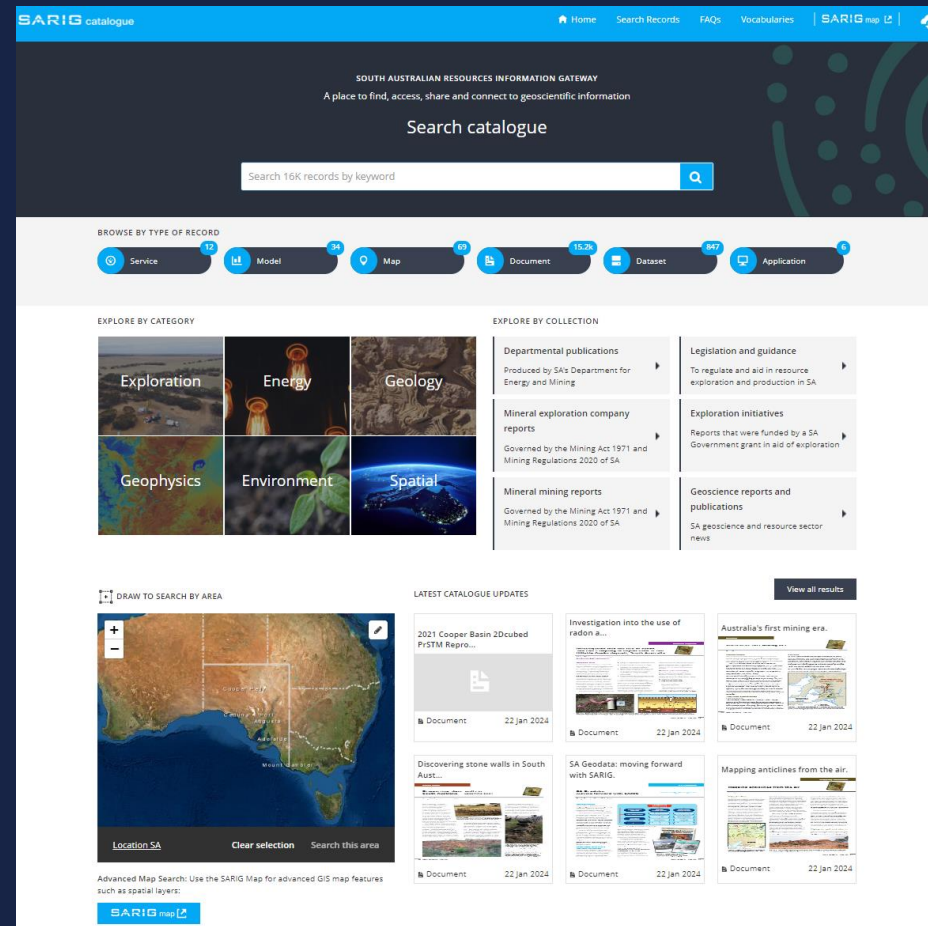 SARIG catalogue
Home Search Records FAQs Vocabularies SARIG map
SOUTH AUSTRALIAN RESOURCES INFORMATION GATEWAY
A place to find, access, share and connect to geoscientific information
Search catalogue
Search 16K records by keyword
BROWSE BY TYPE OF RECORD
Service 12
Model 34
Map 69
Document 15.2k
Dataset 847
Application 6
EXPLORE BY CATEGORY
Exploration
Energy
Geology
Geophysics
Environment
Spatial
EXPLORE BY COLLECTION
Departmental publications
Produced by SA's Department for
Energy and Mining
Legislation and guidance
To regulate and aid in resource
exploration and production in SA
Mineral exploration company
reports
Governed by the Mining Act 1971 and
Mining Regulations 2020 of SA
Exploration initiatives
Reports that were funded by a SA
Government grant in aid of exploration
Mineral mining reports
Governed by the Mining Act 1971 and
Mining Regulations 2020 of SA
Geoscience reports and
publications
SA geoscience and resource sector
news
DRAW TO SEARCH BY AREA
+
−
Adelaide
Mount Gambier
Location SA Clear selection Search this area
Advanced Map Search: Use the SARIG Map for advanced GIS map features
such as spatial layers:
SARIG map
LATEST CATALOGUE UPDATES
View all results
2021 Cooper Basin 2Dcubed
PrSTM Repro...
Document 22 Jan 2024
Investigation into the use of
radon a...
Document 22 Jan 2024
Australia's first mining era.
Document 22 Jan 2024
Discovering stone walls in South
Aust...
Document 22 Jan 2024
SA Geodata: moving forward
with SARIG.
Document 22 Jan 2024
Mapping anticlines from the air.
Document 22 Jan 2024